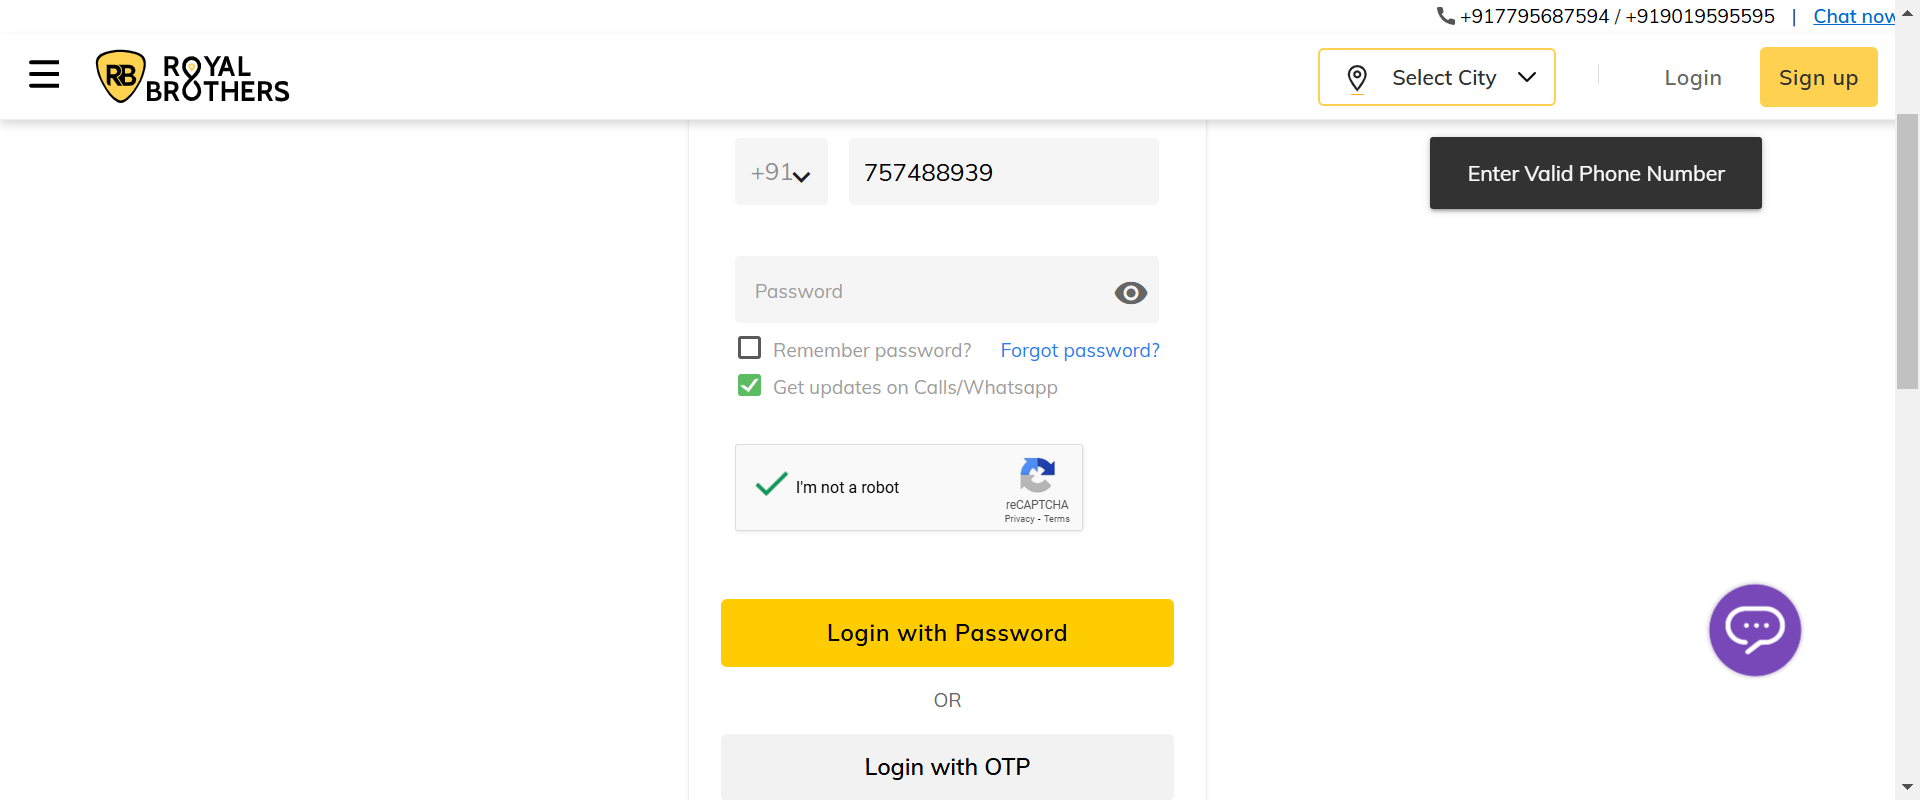 +917795687594 / +919019595595 | Chat now
RB ROYAL BROTHERS
Select City
Login
Sign up
+91
757488939
Enter Valid Phone Number
Password
Remember password?
Forgot password?
Get updates on Calls/Whatsapp
I'm not a robot
reCAPTCHA
Privacy - Terms
Login with Password
OR
Login with OTP